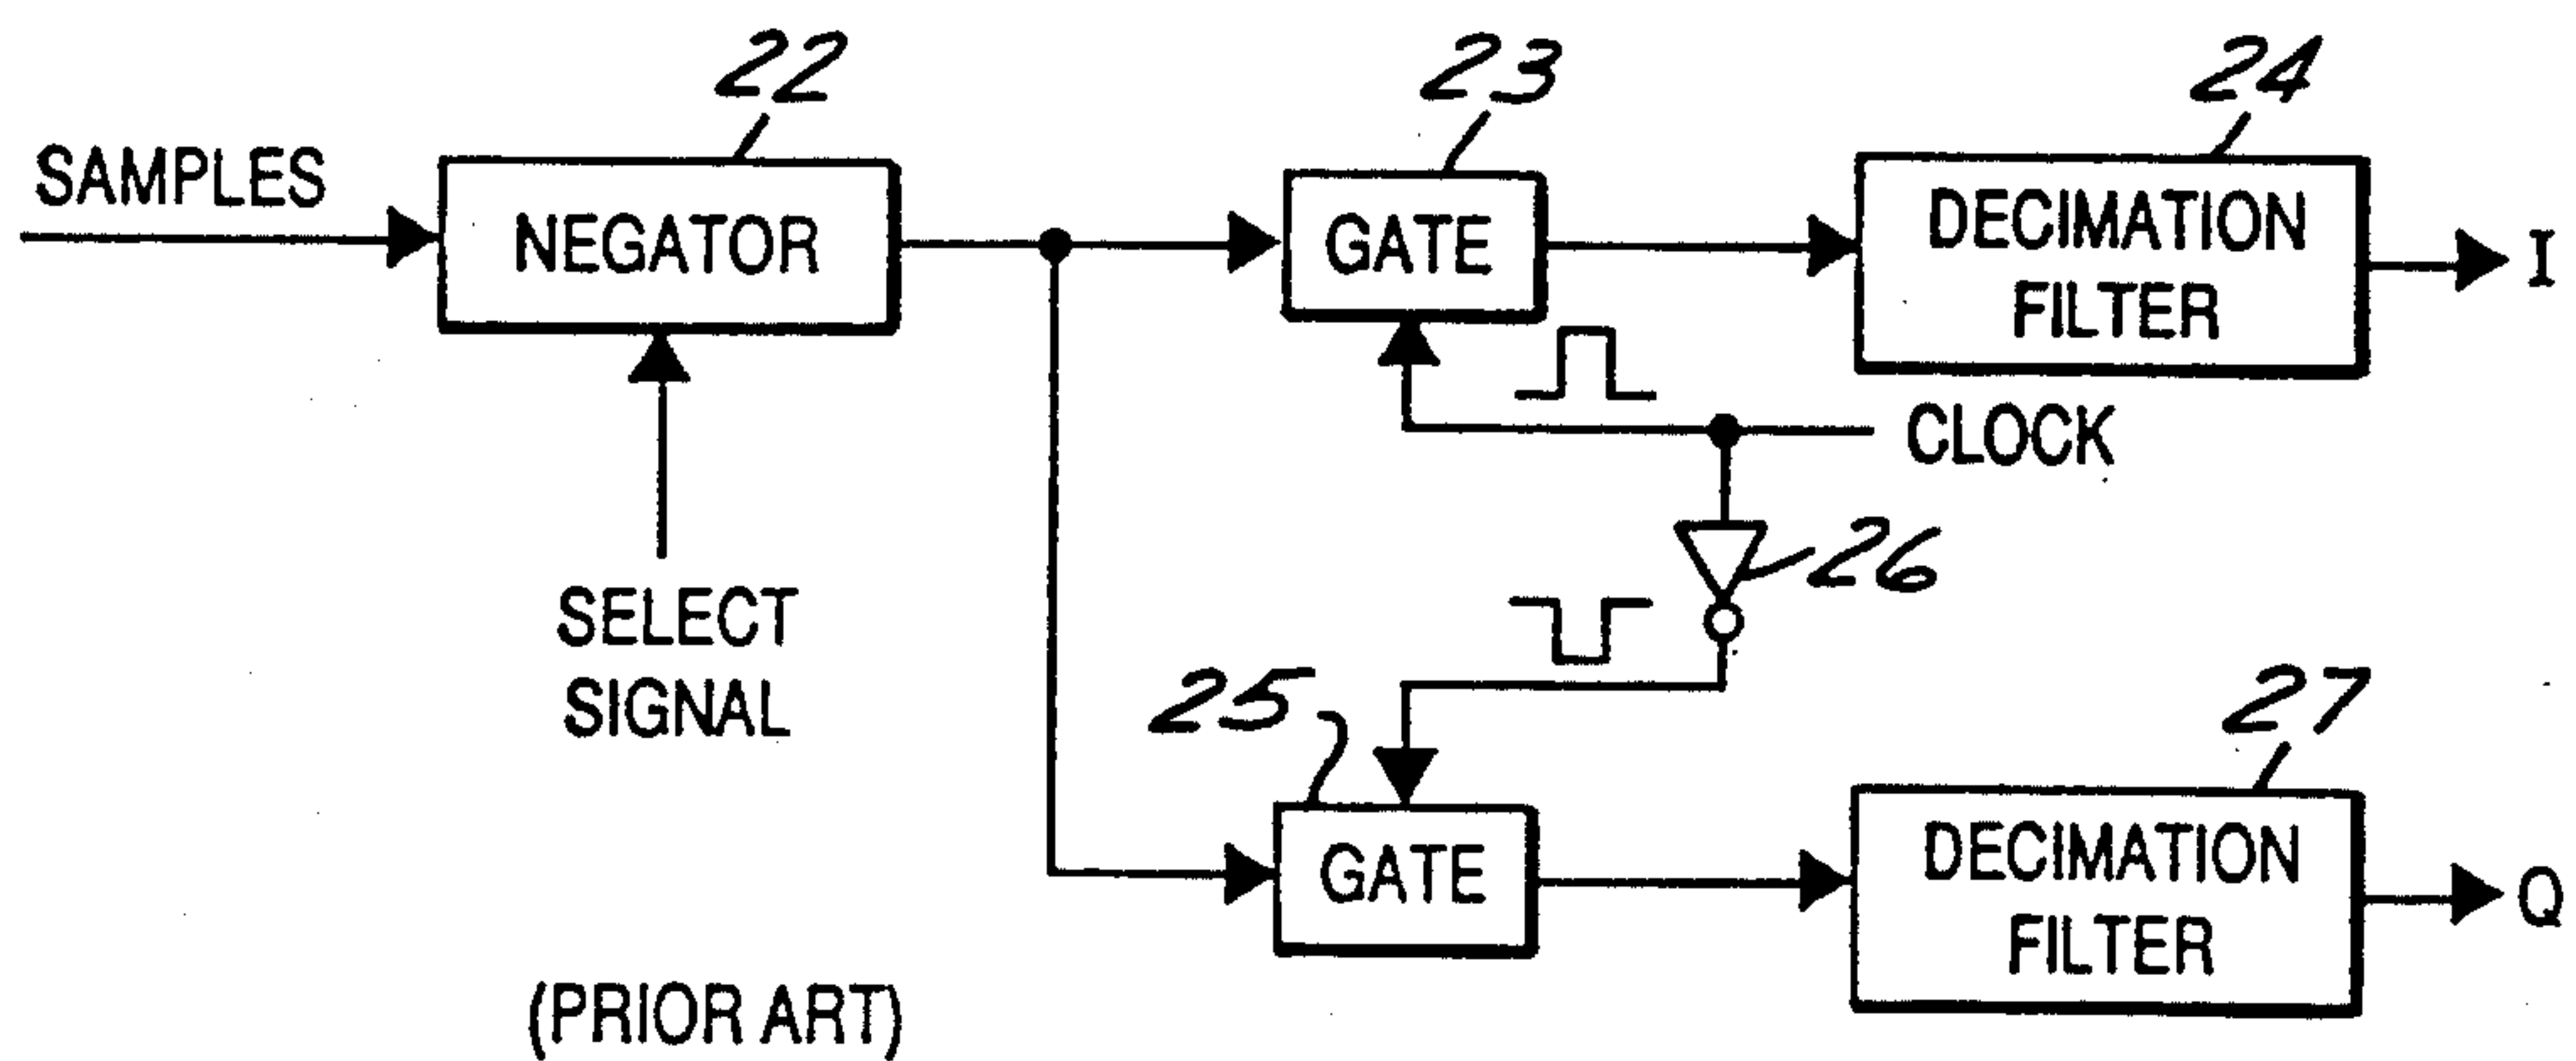 22
23
24
SAMPLES
NEGATOR
GATE
DECIMATION
FILTER
I
CLOCK
SELECT
SIGNAL
26
25
27
GATE
DECIMATION
FILTER
Q
(PRIOR ART)